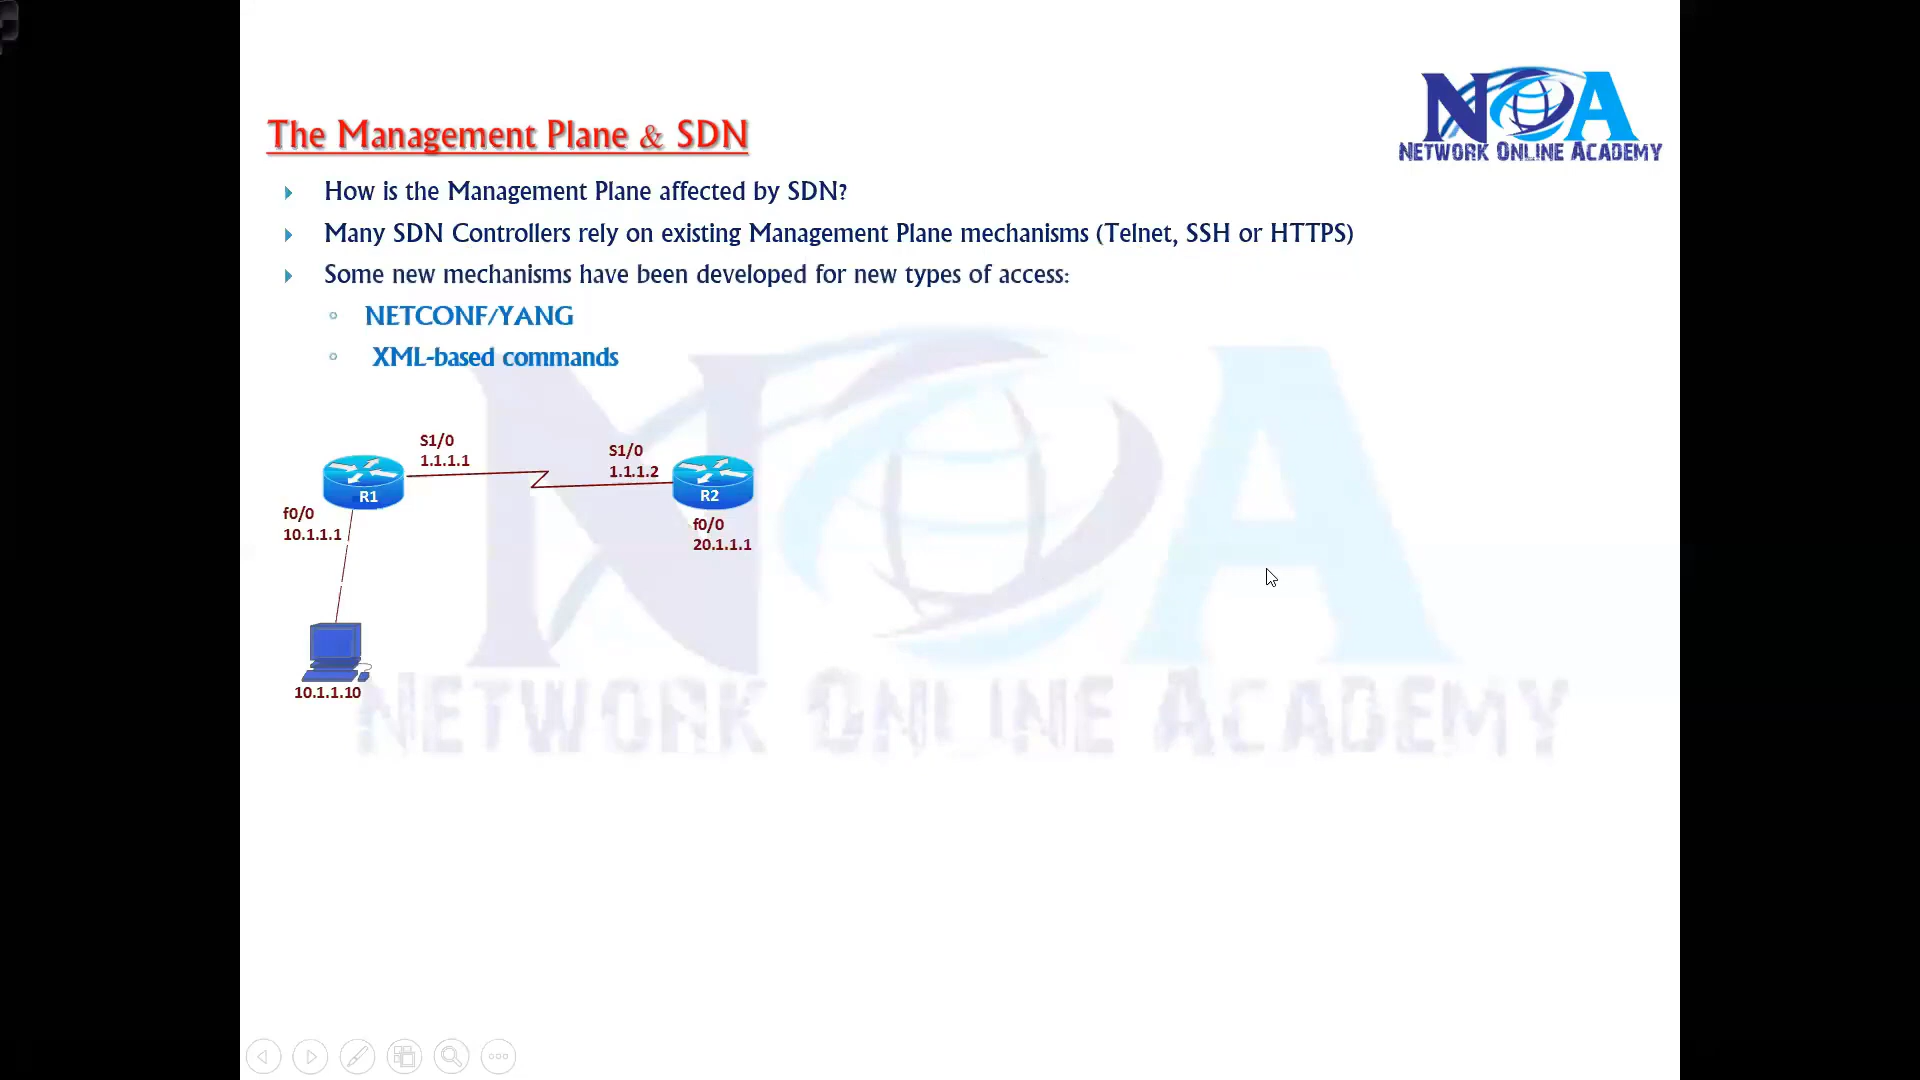 NOA
NETWORK ONLINE ACADEMY
The Management Plane & SDN
How is the Management Plane affected by SDN?
Many SDN Controllers rely on existing Management Plane mechanisms (Telnet, SSH or HTTPS)
Some new mechanisms have been developed for new types of access:
NETCONF/YANG
XML-based commands
S1/0
1.1.1.1
S1/0
1.1.1.2
R1
R2
f0/0
10.1.1.1
f0/0
20.1.1.1
10.1.1.10
NOA
NETWORK ONLINE ACADEMY